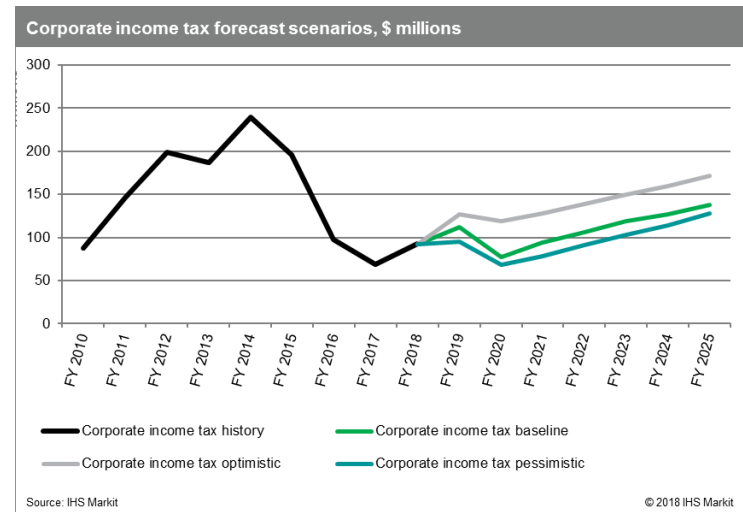 Corporate income tax forecast scenarios, $ millions
300
250
200
150
100
50
0
FY 2010
FY 2011
FY 2012
FY 2013
FY 2014
FY 2015
FY 2016
FY 2017
FY 2018
FY 2019
FY 2020
FY 2021
FY 2022
FY 2023
FY 2024
FY 2025
Corporate income tax history
Corporate income tax baseline
Corporate income tax optimistic
Corporate income tax pessimistic
Source: IHS Markit
© 2018 IHS Markit